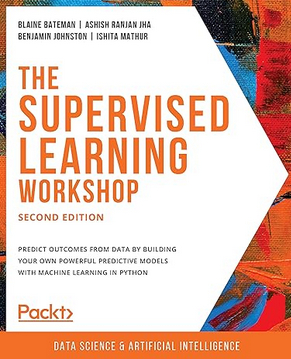 BLAINE BATEMAN | ASHISH RANJAN JHA
BENJAMIN JOHNSTON | ISHITA MATHUR
THE
SUPERVISED
LEARNING
WORKSHOP
SECOND EDITION
PREDICT OUTCOMES FROM DATA BY BUILDING
YOUR OWN POWERFUL PREDICTIVE MODELS
WITH MACHINE LEARNING IN PYTHON
Packt>
DATA SCIENCE & ARTIFICIAL INTELLIGENCE